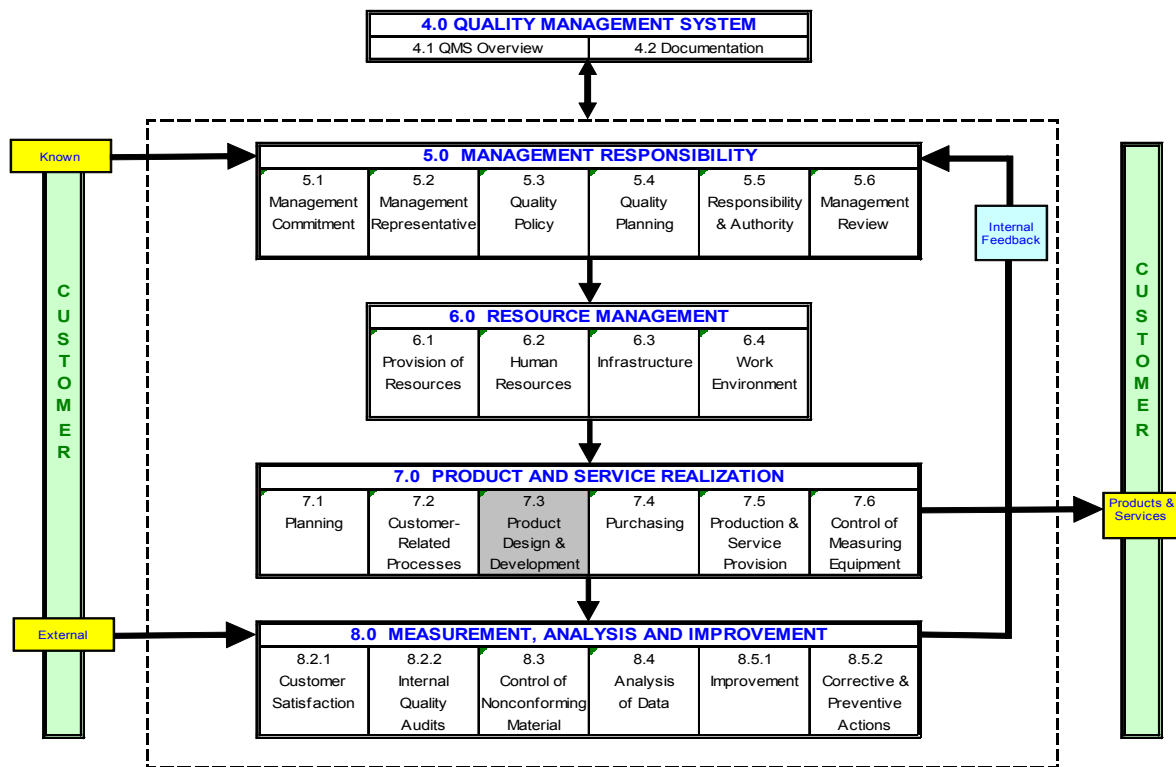 4.0 QUALITY MANAGEMENT SYSTEM
4.1 QMS Overview
4.2 Documentation
Known
CUSTOMER
External
5.0 MANAGEMENT RESPONSIBILITY
5.1
Management
Commitment
5.2
Management
Representative
5.3
Quality
Policy
5.4
Quality
Planning
5.5
Responsibility
& Authority
5.6
Management
Review
Internal
Feedback
6.0 RESOURCE MANAGEMENT
6.1
Provision of
Resources
6.2
Human
Resources
6.3
Infrastructure
6.4
Work
Environment
7.0 PRODUCT AND SERVICE REALIZATION
7.1
Planning
7.2
Customer-
Related
Processes
7.3
Product
Design &
Development
7.4
Purchasing
7.5
Production &
Service
Provision
7.6
Control of
Measuring
Equipment
8.0 MEASUREMENT, ANALYSIS AND IMPROVEMENT
8.2.1
Customer
Satisfaction
8.2.2
Internal
Quality
Audits
8.3
Control of
Nonconforming
Material
8.4
Analysis
of Data
8.5.1
Improvement
8.5.2
Corrective &
Preventive
Actions
CUSTOMER
Products &
Services